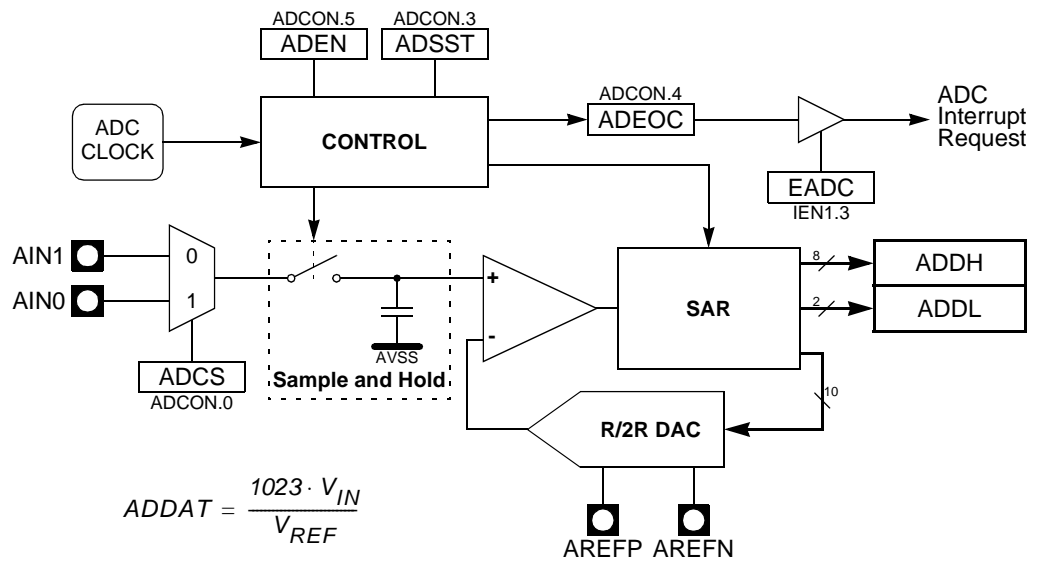 ADCON.5
ADEN
ADCON.3
ADSST
ADC
CLOCK
CONTROL
ADCON.4
ADEOC
ADC
Interrupt
Request
EADC
IEN1.3
AIN1
AIN0
0
1
ADCS
ADCON.0
AVSS
Sample and Hold
+
-
SAR
8
ADDH
2
ADDL
10
R/2R DAC
AREFP
AREFN
ADDAT = 1023 · VIN / VREF